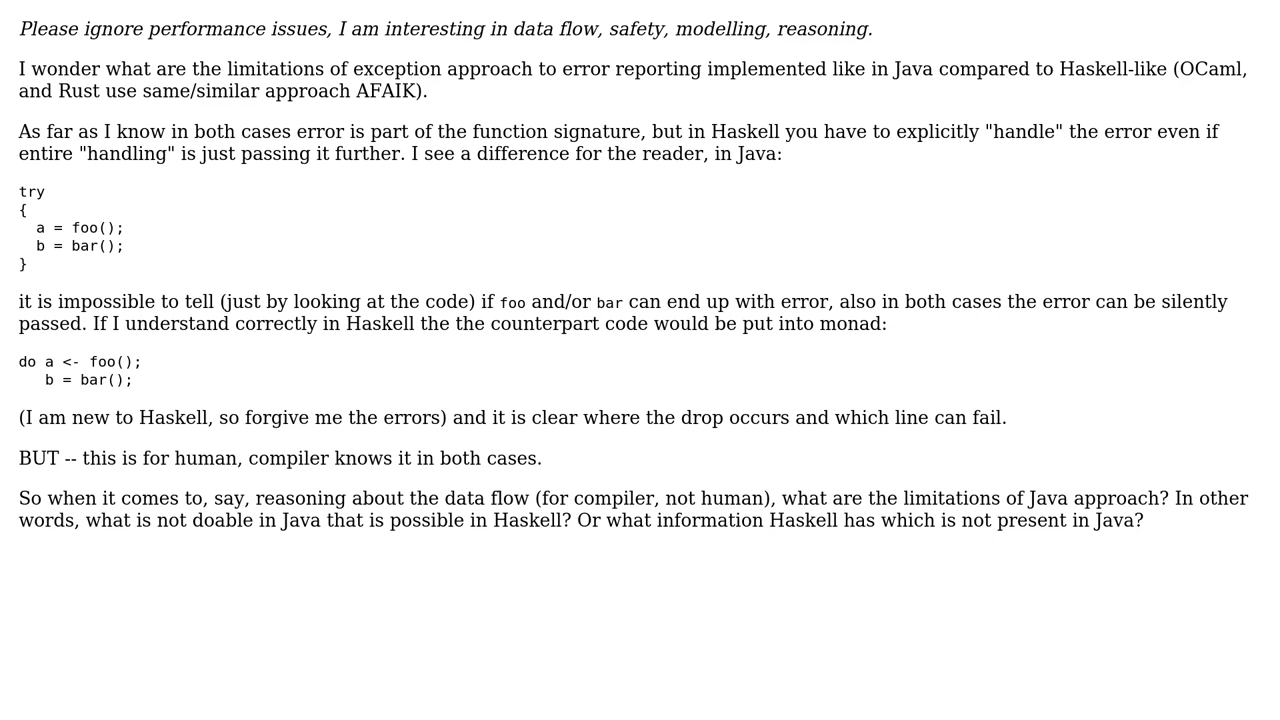 Please ignore performance issues, I am interesting in data flow, safety, modelling, reasoning.
I wonder what are the limitations of exception approach to error reporting implemented like in Java compared to Haskell-like (OCaml,
and Rust use same/similar approach AFAIK).
As far as I know in both cases error is part of the function signature, but in Haskell you have to explicitly "handle" the error even if
entire "handling" is just passing it further. I see a difference for the reader, in Java:
try
{
  a = foo();
  b = bar();
}
it is impossible to tell (just by looking at the code) if foo and/or bar can end up with error, also in both cases the error can be silently
passed. If I understand correctly in Haskell the the counterpart code would be put into monad:
do a <- foo();
   b = bar();
(I am new to Haskell, so forgive me the errors) and it is clear where the drop occurs and which line can fail.
BUT -- this is for human, compiler knows it in both cases.
So when it comes to, say, reasoning about the data flow (for compiler, not human), what are the limitations of Java approach? In other
words, what is not doable in Java that is possible in Haskell? Or what information Haskell has which is not present in Java?